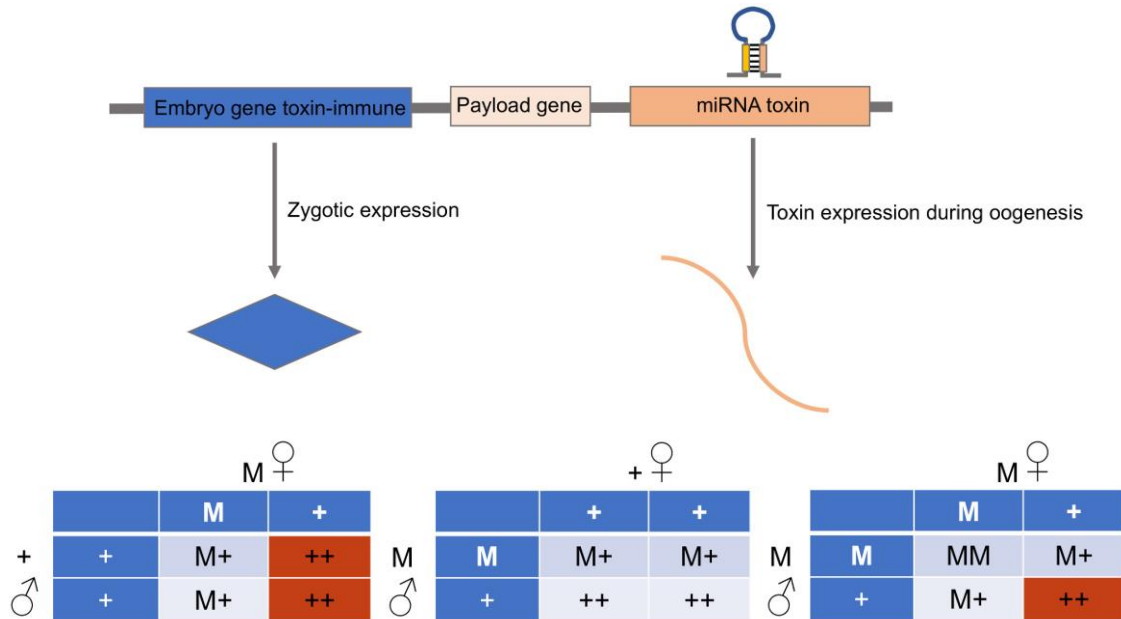 Embryo gene toxin-immune
Payload gene
miRNA toxin
Zygotic expression
Toxin expression during oogenesis
M ♀
M +
+ ♂
+ M+ ++
+ M+ ++
+ ♀
+ +
M ♂
M M+ M+
+ ++ ++
M ♀
M +
M ♂
M MM M+
+ M+ ++